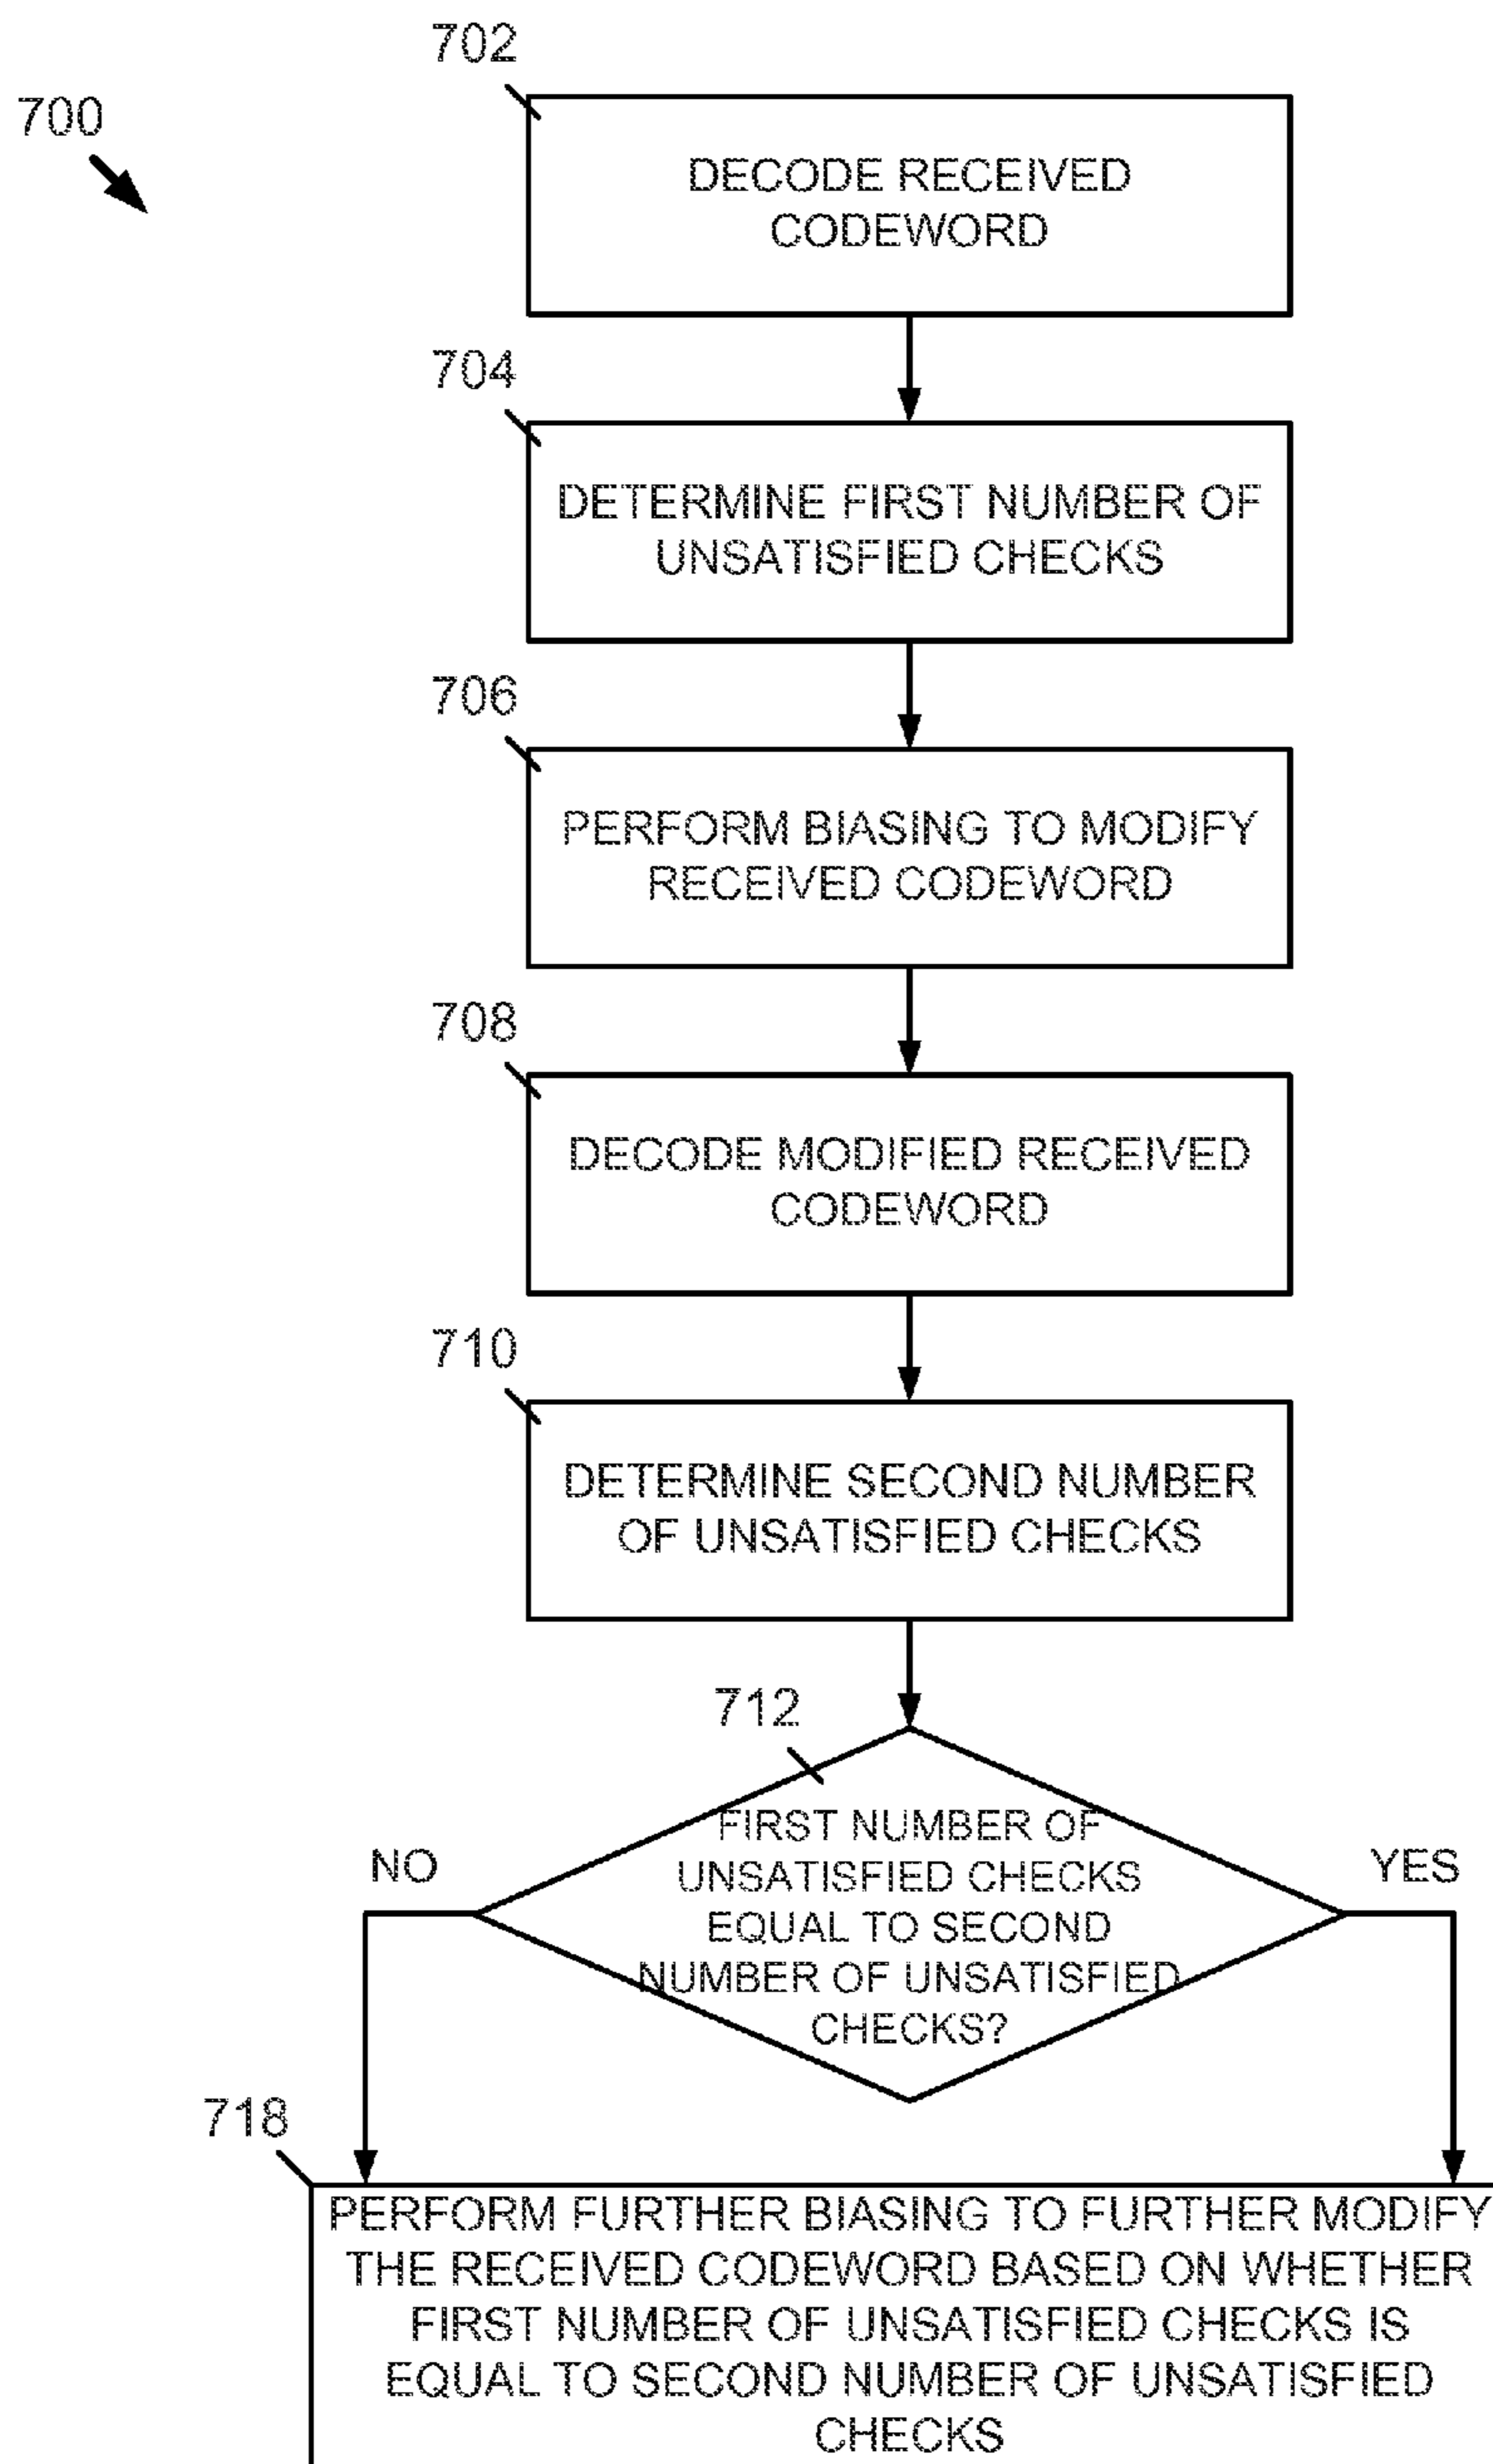 702
700
DECODE RECEIVED
CODEWORD
704
DETERMINE FIRST NUMBER OF
UNSATISFIED CHECKS
706
PERFORM BIASING TO MODIFY
RECEIVED CODEWORD
708
DECODE MODIFIED RECEIVED
CODEWORD
710
DETERMINE SECOND NUMBER
OF UNSATISFIED CHECKS
712
FIRST NUMBER OF
UNSATISFIED CHECKS
EQUAL TO SECOND
NUMBER OF UNSATISFIED
CHECKS?
NO
YES
718
PERFORM FURTHER BIASING TO FURTHER MODIFY
THE RECEIVED CODEWORD BASED ON WHETHER
FIRST NUMBER OF UNSATISFIED CHECKS IS
EQUAL TO SECOND NUMBER OF UNSATISFIED
CHECKS